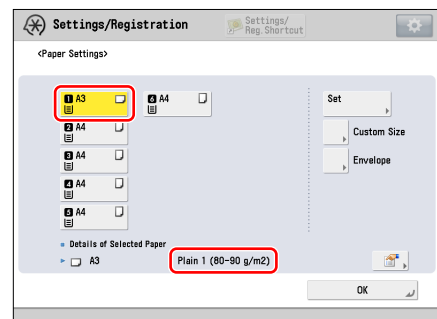 Settings/Registration
Settings/
Reg.Shortcut
<Paper Settings>
1 A3
6 A4
Set
2 A4
Custom Size
3 A4
Envelope
4 A4
5 A4
Details of Selected Paper
A3 Plain 1 (80-90 g/m2)
OK